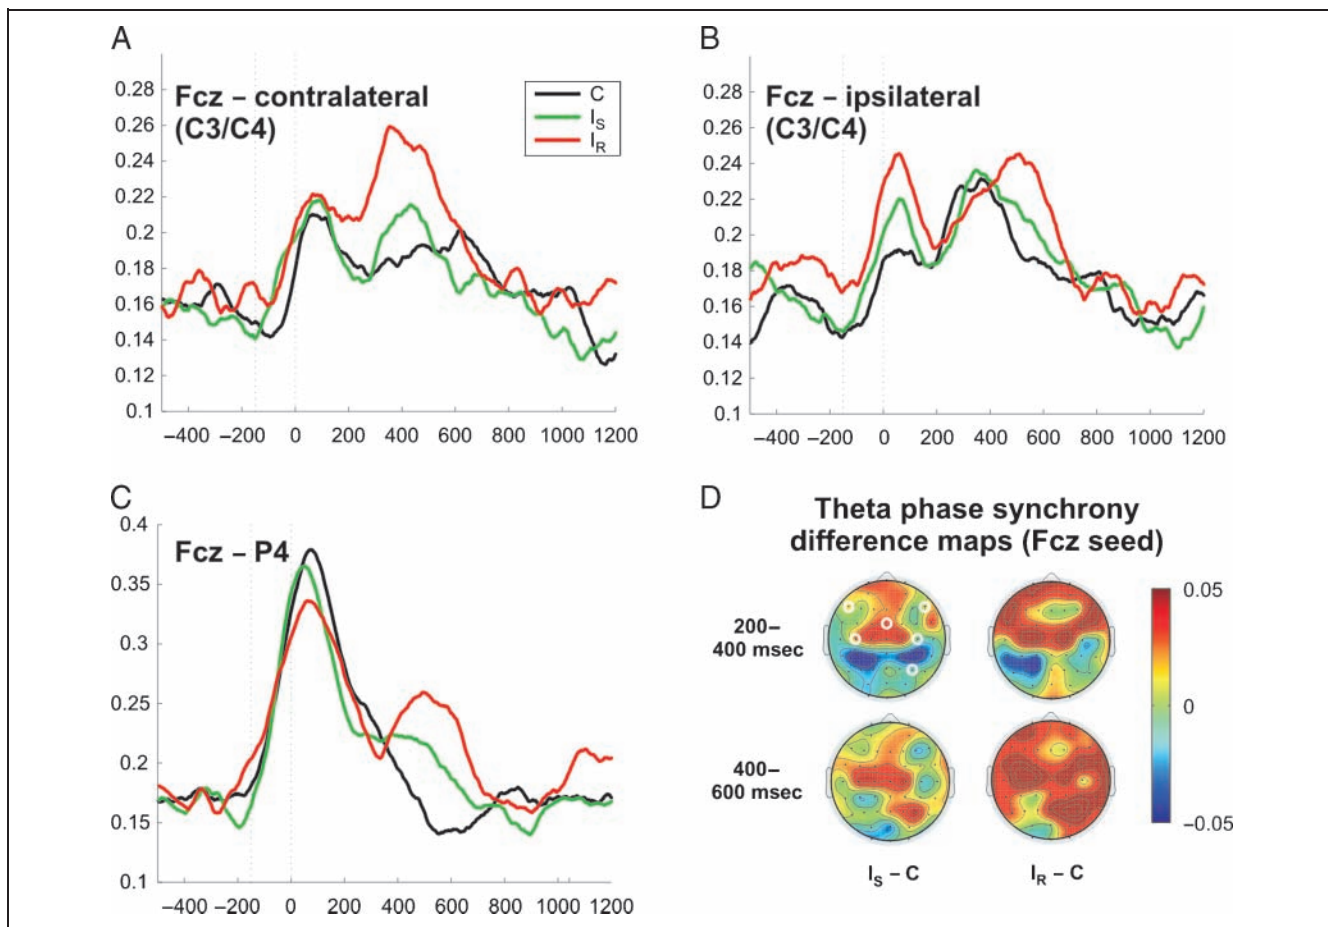 A
Fcz – contralateral
(C3/C4)
C
I_S
I_R
0.28
0.26
0.24
0.22
0.2
0.18
0.16
0.14
0.12
0.1
–400 –200 0 200 400 600 800 1000 1200
B
Fcz – ipsilateral
(C3/C4)
0.28
0.26
0.24
0.22
0.2
0.18
0.16
0.14
0.12
0.1
–400 –200 0 200 400 600 800 1000 1200
C
Fcz – P4
0.4
0.35
0.3
0.25
0.2
0.15
0.1
–400 –200 0 200 400 600 800 1000 1200
D
Theta phase synchrony
difference maps (Fcz seed)
200–
400 msec
400–
600 msec
0.05
0
–0.05
I_S – C
I_R – C